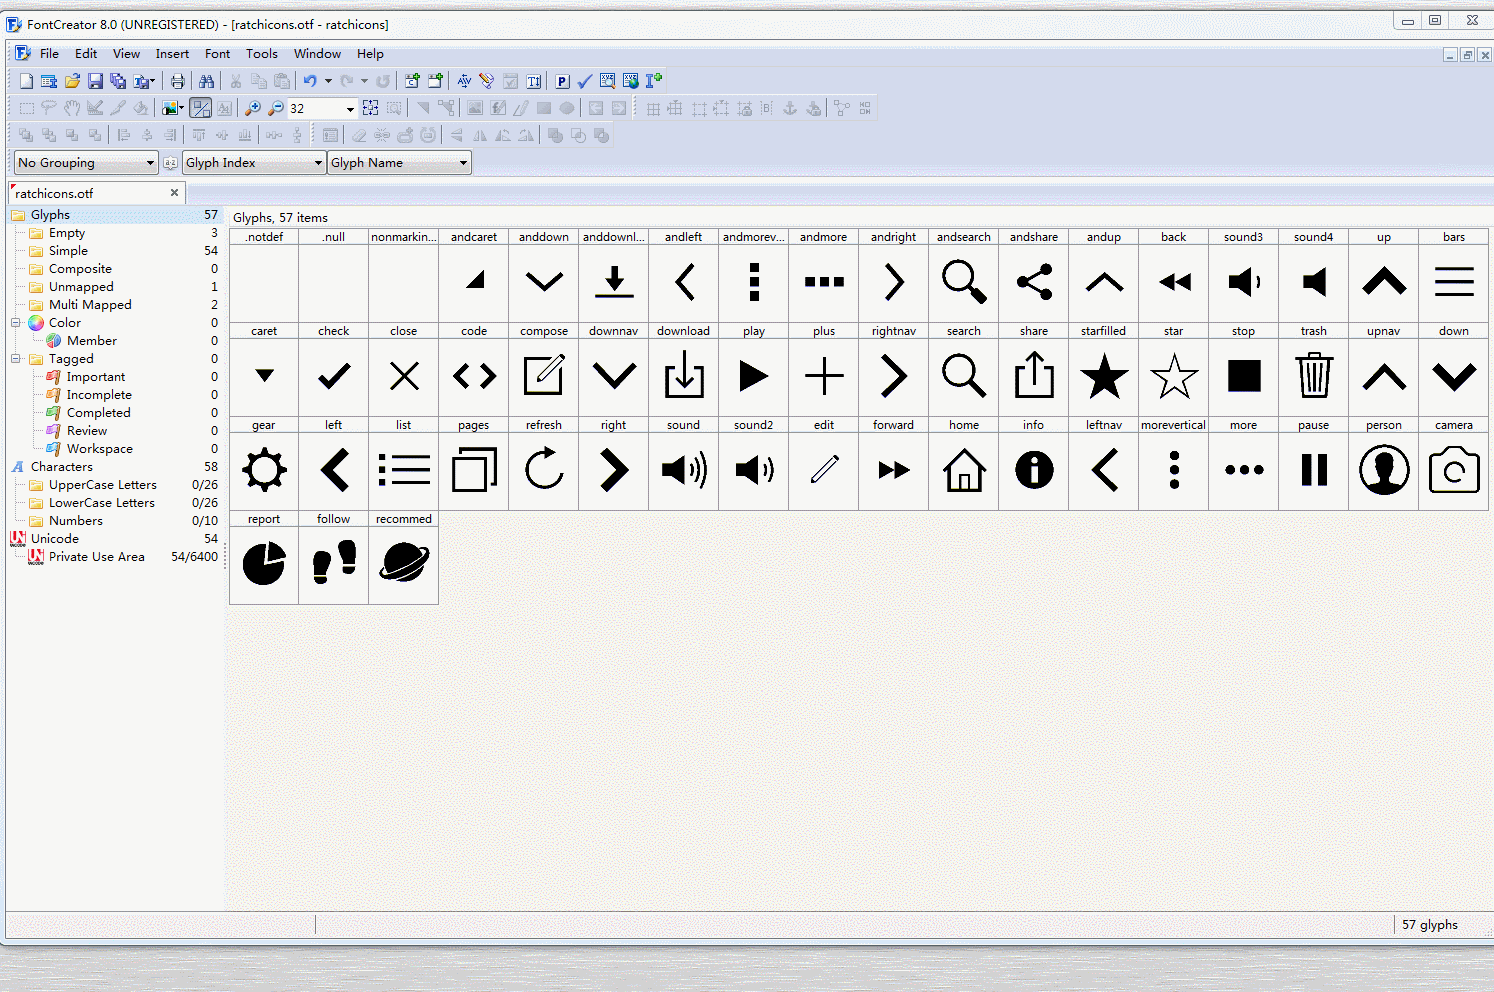 FontCreator 8.0 (UNREGISTERED) - [ratchicons.otf - ratchicons]
File Edit View Insert Font Tools Window Help
32
No Grouping Glyph Index Glyph Name
ratchicons.otf
Glyphs 57
Empty 3
Simple 54
Composite 0
Unmapped 1
Multi Mapped 2
Color 0
Member 0
Tagged 0
Important 0
Incomplete 0
Completed 0
Review 0
Workspace 0
Characters 58
UpperCase Letters 0/26
LowerCase Letters 0/26
Numbers 0/10
Unicode 54
Private Use Area 54/6400
Glyphs, 57 items
.notdef .null nonmarkin... andcaret anddown anddownl... andleft andmorev... andmore andright andsearch andshare andup back sound3 sound4 up bars
caret check close code compose downnav download play plus rightnav search share starfilled star stop trash upnav down
gear left list pages refresh right sound sound2 edit forward home info leftnav morevertical more pause person camera
report follow recommed
57 glyphs